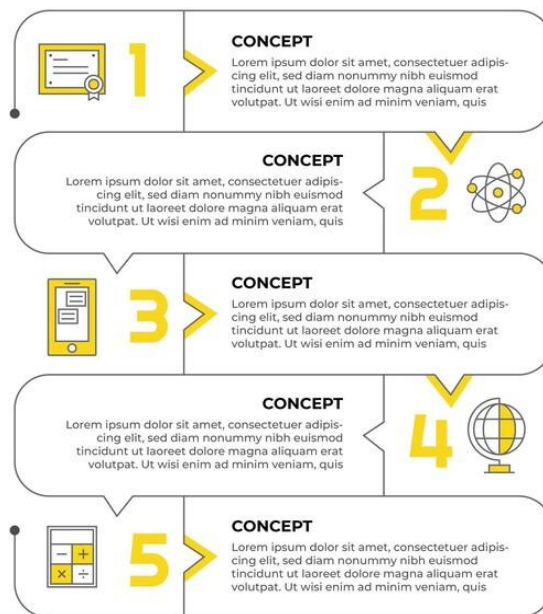 1
CONCEPT
Lorem ipsum dolor sit amet, consectetuer adipis-
cing elit, sed diam nonummy nibh euismod
tincidunt ut laoreet dolore magna aliquam erat
volutpat. Ut wisi enim ad minim veniam, quis
CONCEPT
Lorem ipsum dolor sit amet, consectetuer adipis-
cing elit, sed diam nonummy nibh euismod
tincidunt ut laoreet dolore magna aliquam erat
volutpat. Ut wisi enim ad minim veniam, quis
2
3
CONCEPT
Lorem ipsum dolor sit amet, consectetuer adipis-
cing elit, sed diam nonummy nibh euismod
tincidunt ut laoreet dolore magna aliquam erat
volutpat. Ut wisi enim ad minim veniam, quis
CONCEPT
Lorem ipsum dolor sit amet, consectetuer adipis-
cing elit, sed diam nonummy nibh euismod
tincidunt ut laoreet dolore magna aliquam erat
volutpat. Ut wisi enim ad minim veniam, quis
4
- +
× ÷
5
CONCEPT
Lorem ipsum dolor sit amet, consectetuer adipis-
cing elit, sed diam nonummy nibh euismod
tincidunt ut laoreet dolore magna aliquam erat
volutpat. Ut wisi enim ad minim veniam, quis